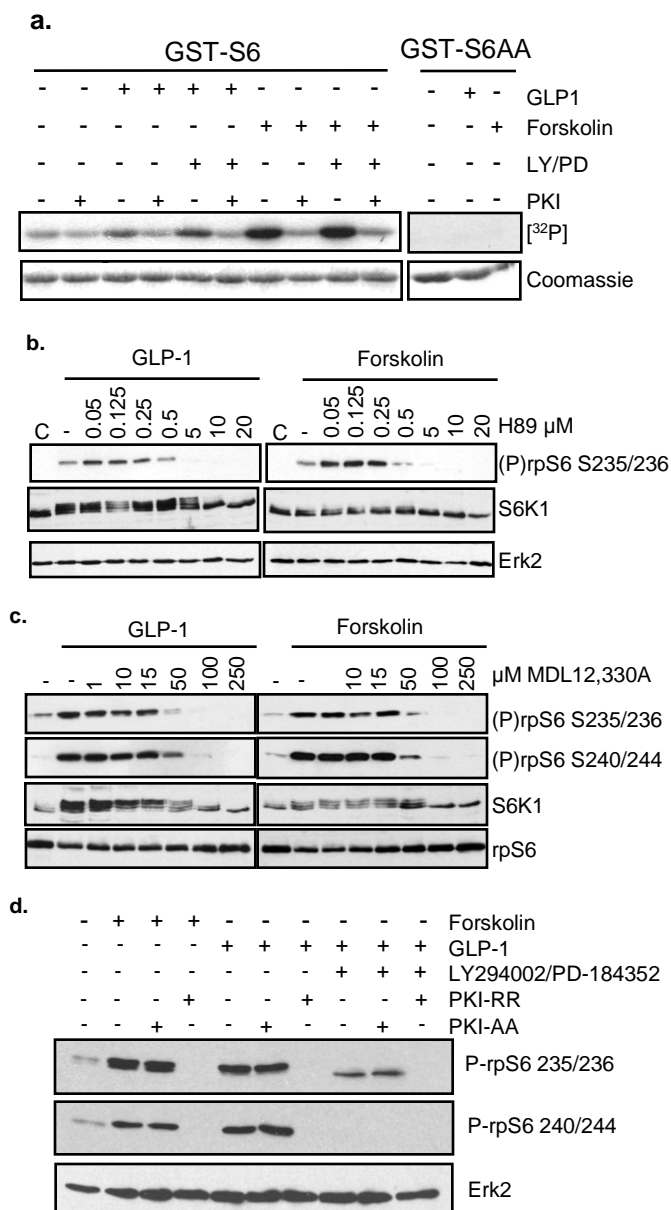 a.
GST-S6 GST-S6AA
- - + + + + - - - - - + - GLP1
- - - - - - + + + + - - + Forskolin
- - - - + + - - + + - - - LY/PD
- + - + - + - + - + - - - PKI
[32P]
Coomassie
b.
GLP-1 Forskolin
C - 0.05 0.125 0.25 0.5 5 10 20 C - 0.05 0.125 0.25 0.5 5 10 20 H89 µM
(P)rpS6 S235/236
S6K1
Erk2
c.
GLP-1 Forskolin
- - 1 10 15 50 100 250 - - 10 15 50 100 250 µM MDL12,330A
(P)rpS6 S235/236
(P)rpS6 S240/244
S6K1
rpS6
d.
- + + + - - - - - - Forskolin
- - - - + + + + + + GLP-1
- - - - - - - + + + LY294002/PD-184352
- - - + - - + - - + PKI-RR
- - + - - + - - + - PKI-AA
P-rpS6 235/236
P-rpS6 240/244
Erk2